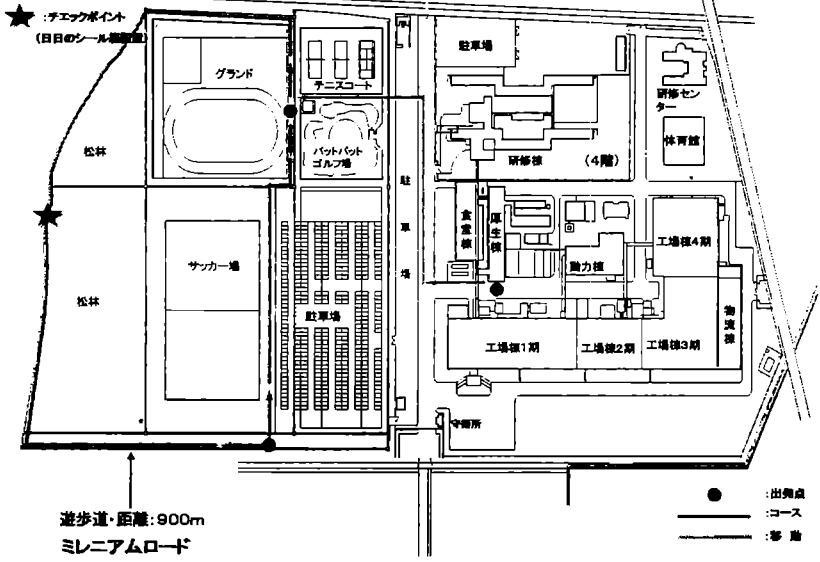 :チェックポイント
(日日のシール
グランド
テニスコート
駐車場
研修センター
松林
パットパット
ゴルフ場
研修棟
(4階)
体育館
駐車場
食堂棟
厚生棟
サッカー場
動力棟
工場棟4期
松林
駐車場
工場棟1期
工場棟2期
工場棟3期
物流棟
守衛所
遊歩道・距離:900m
ミレニアムロード
:出発点
:コース
:移動